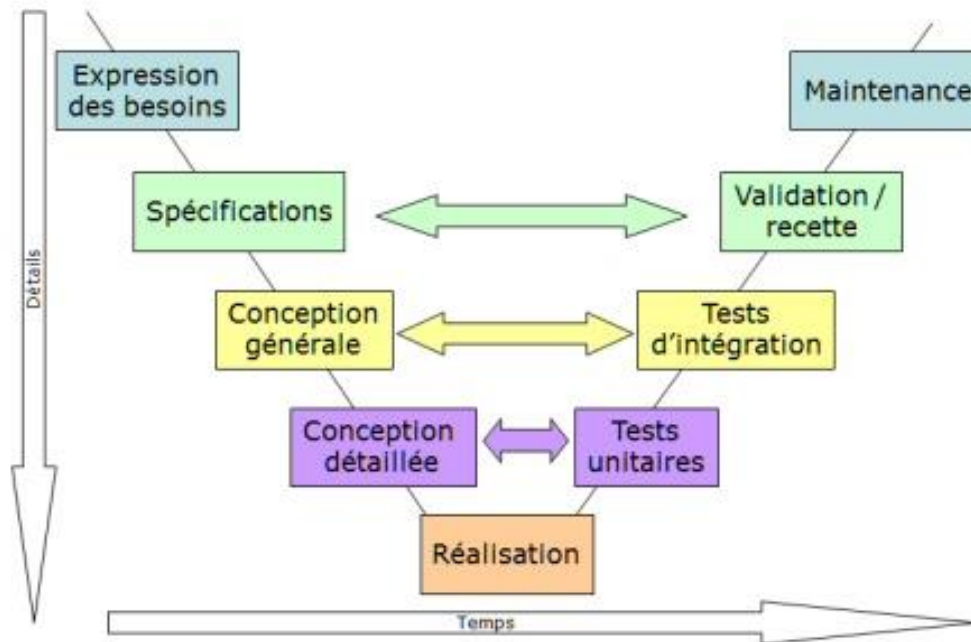 Expression
des besoins
Maintenance
Spécifications
Validation /
recette
Détails
Conception
générale
Tests
d'intégration
Conception
détaillée
Tests
unitaires
Réalisation
Temps